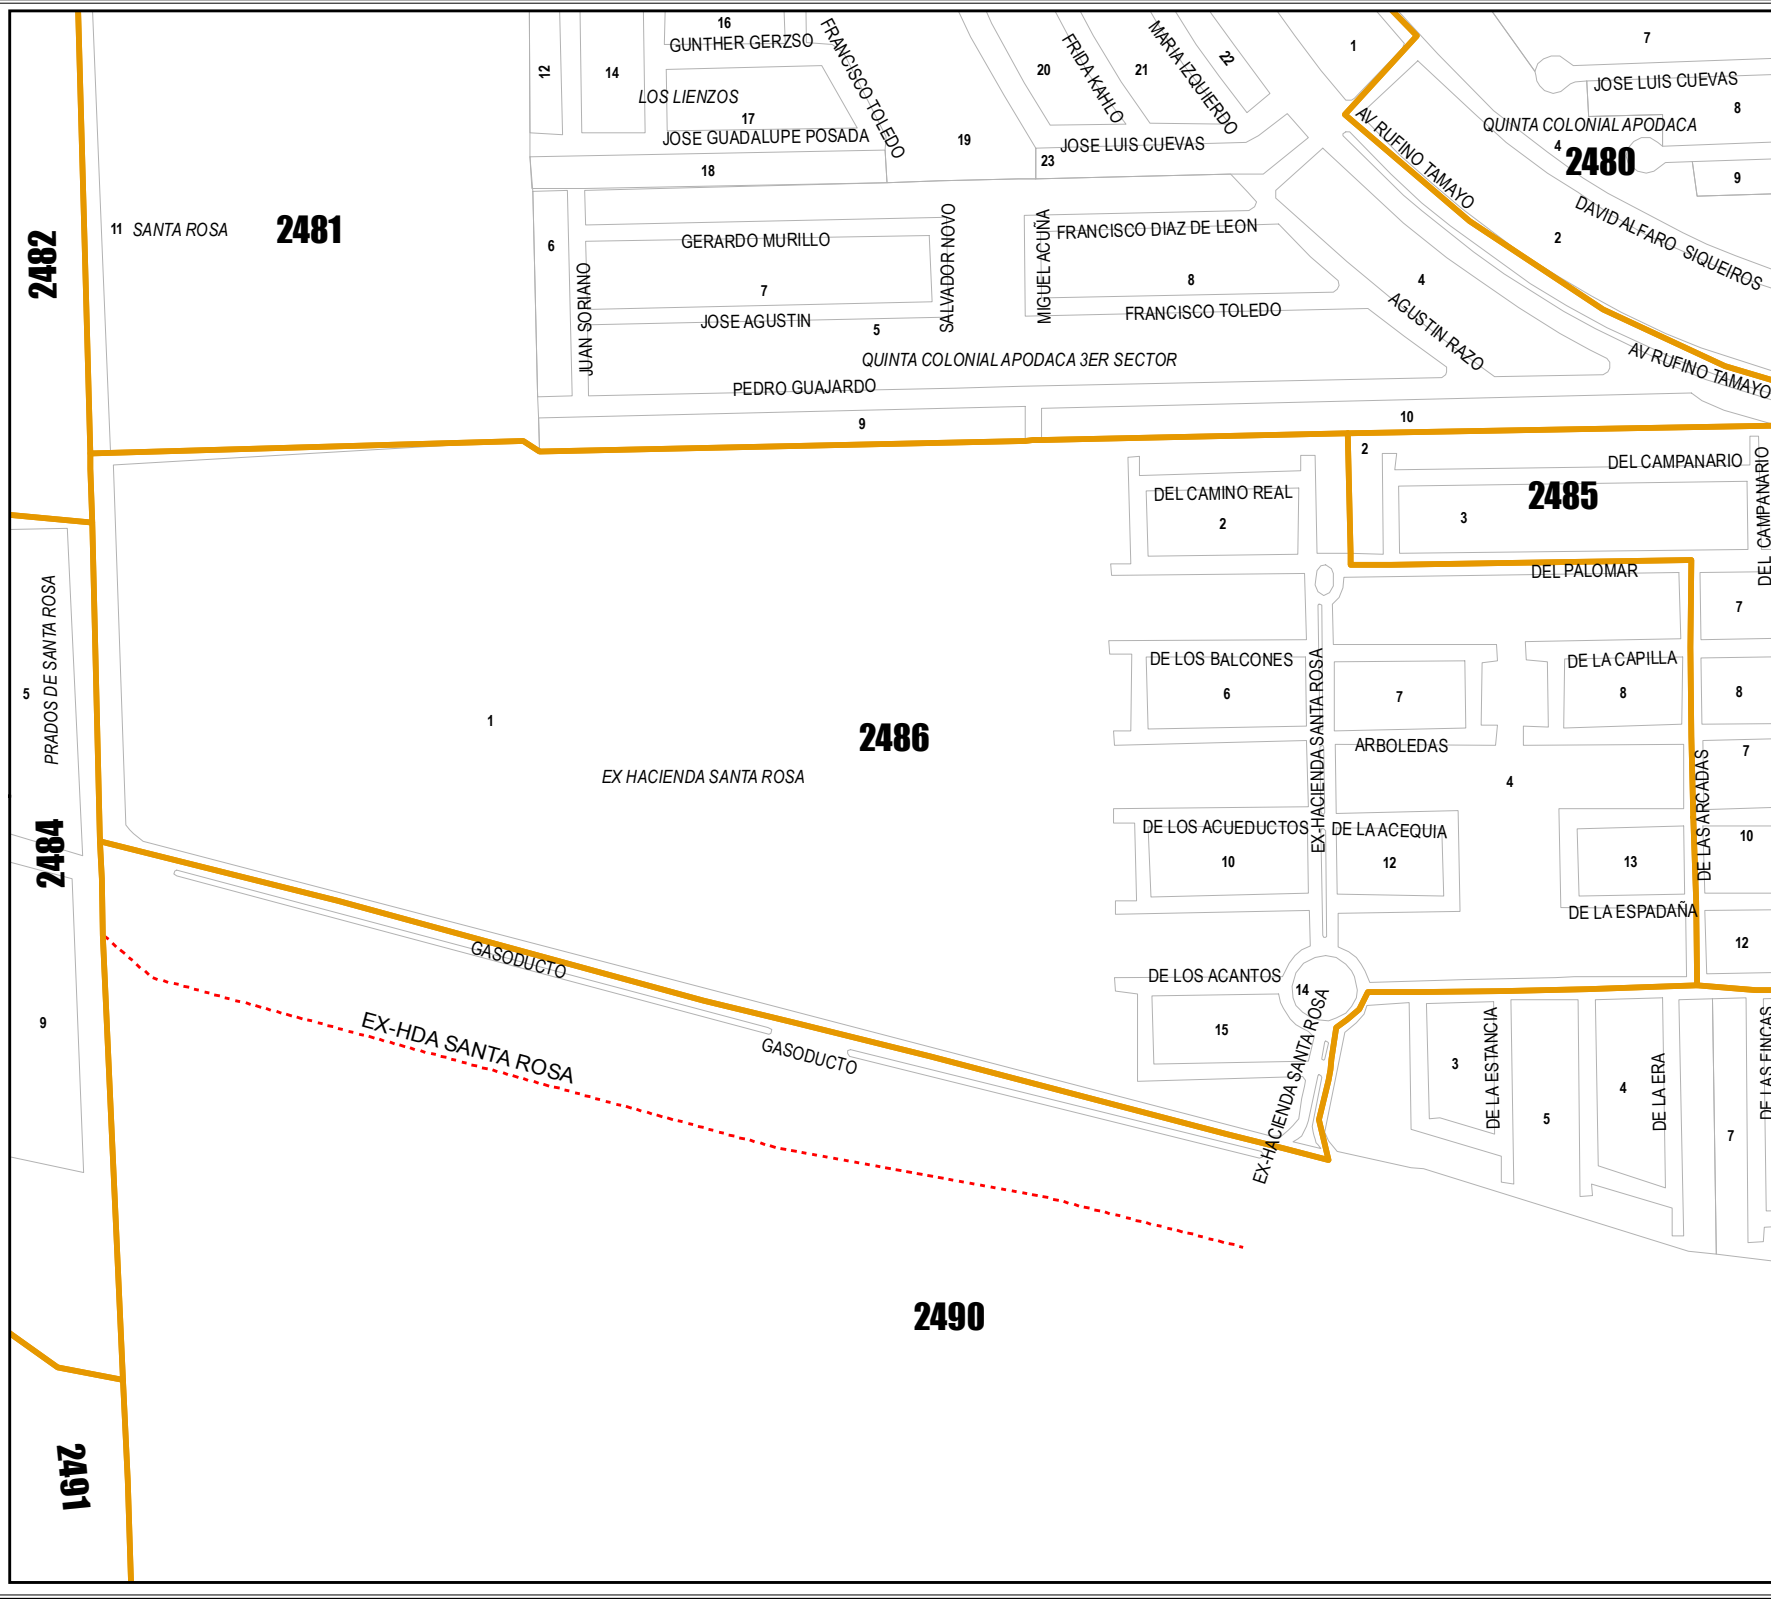 16
GUNTHER GERZSO
FRANCISCO TOLEDO
FRIDA KAHLO
MARIA IZQUIERDO
22
1
7
JOSE LUIS CUEVAS
12
14
LOS LIENZOS
17
20
21
8
JOSE GUADALUPE POSADA
19
JOSE LUIS CUEVAS
23
18
AV RUFINO TAMAYO
QUINTA COLONIAL APODACA
4
2480
9
DAVID ALFARO SIQUEIROS
2
2482
11
SANTA ROSA
2481
6
JUAN SORIANO
GERARDO MURILLO
7
JOSE AGUSTIN
5
SALVADOR NOVO
MIGUEL ACUÑA
FRANCISCO DIAZ DE LEON
8
FRANCISCO TOLEDO
4
AGUSTIN RAZO
AV RUFINO TAMAYO
QUINTA COLONIAL APODACA 3ER SECTOR
PEDRO GUAJARDO
9
10
2
DEL CAMPANARIO
DEL CAMPANARIO
2485
3
DEL CAMINO REAL
2
DEL PALOMAR
7
PRADOS DE SANTA ROSA
5
DE LOS BALCONES
6
EX-HACIENDA SANTA ROSA
7
DE LA CAPILLA
8
8
1
2486
EX HACIENDA SANTA ROSA
ARBOLEDAS
4
7
DE LAS ARCADAS
2484
DE LOS ACUEDUCTOS
10
DE LA ACEQUIA
12
13
10
DE LA ESPADAÑA
12
GASODUCTO
DE LOS ACANTOS
14
15
EX-HACIENDA SANTA ROSA
9
EX-HDA SANTA ROSA
GASODUCTO
3
DE LA ESTANCIA
5
4
DE LA ERA
7
DE LAS FINCAS
2490
2491